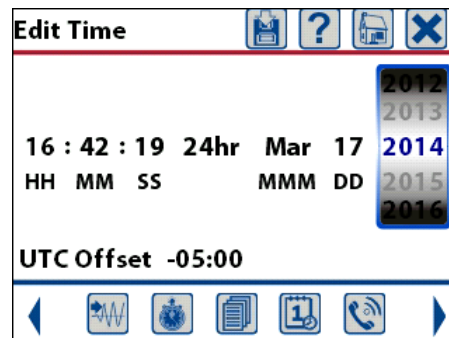 Edit Time ?
2012
2013
16 : 42 : 19 24hr Mar 17 2014
HH MM SS MMM DD 2015
2016
UTC Offset -05:00
1